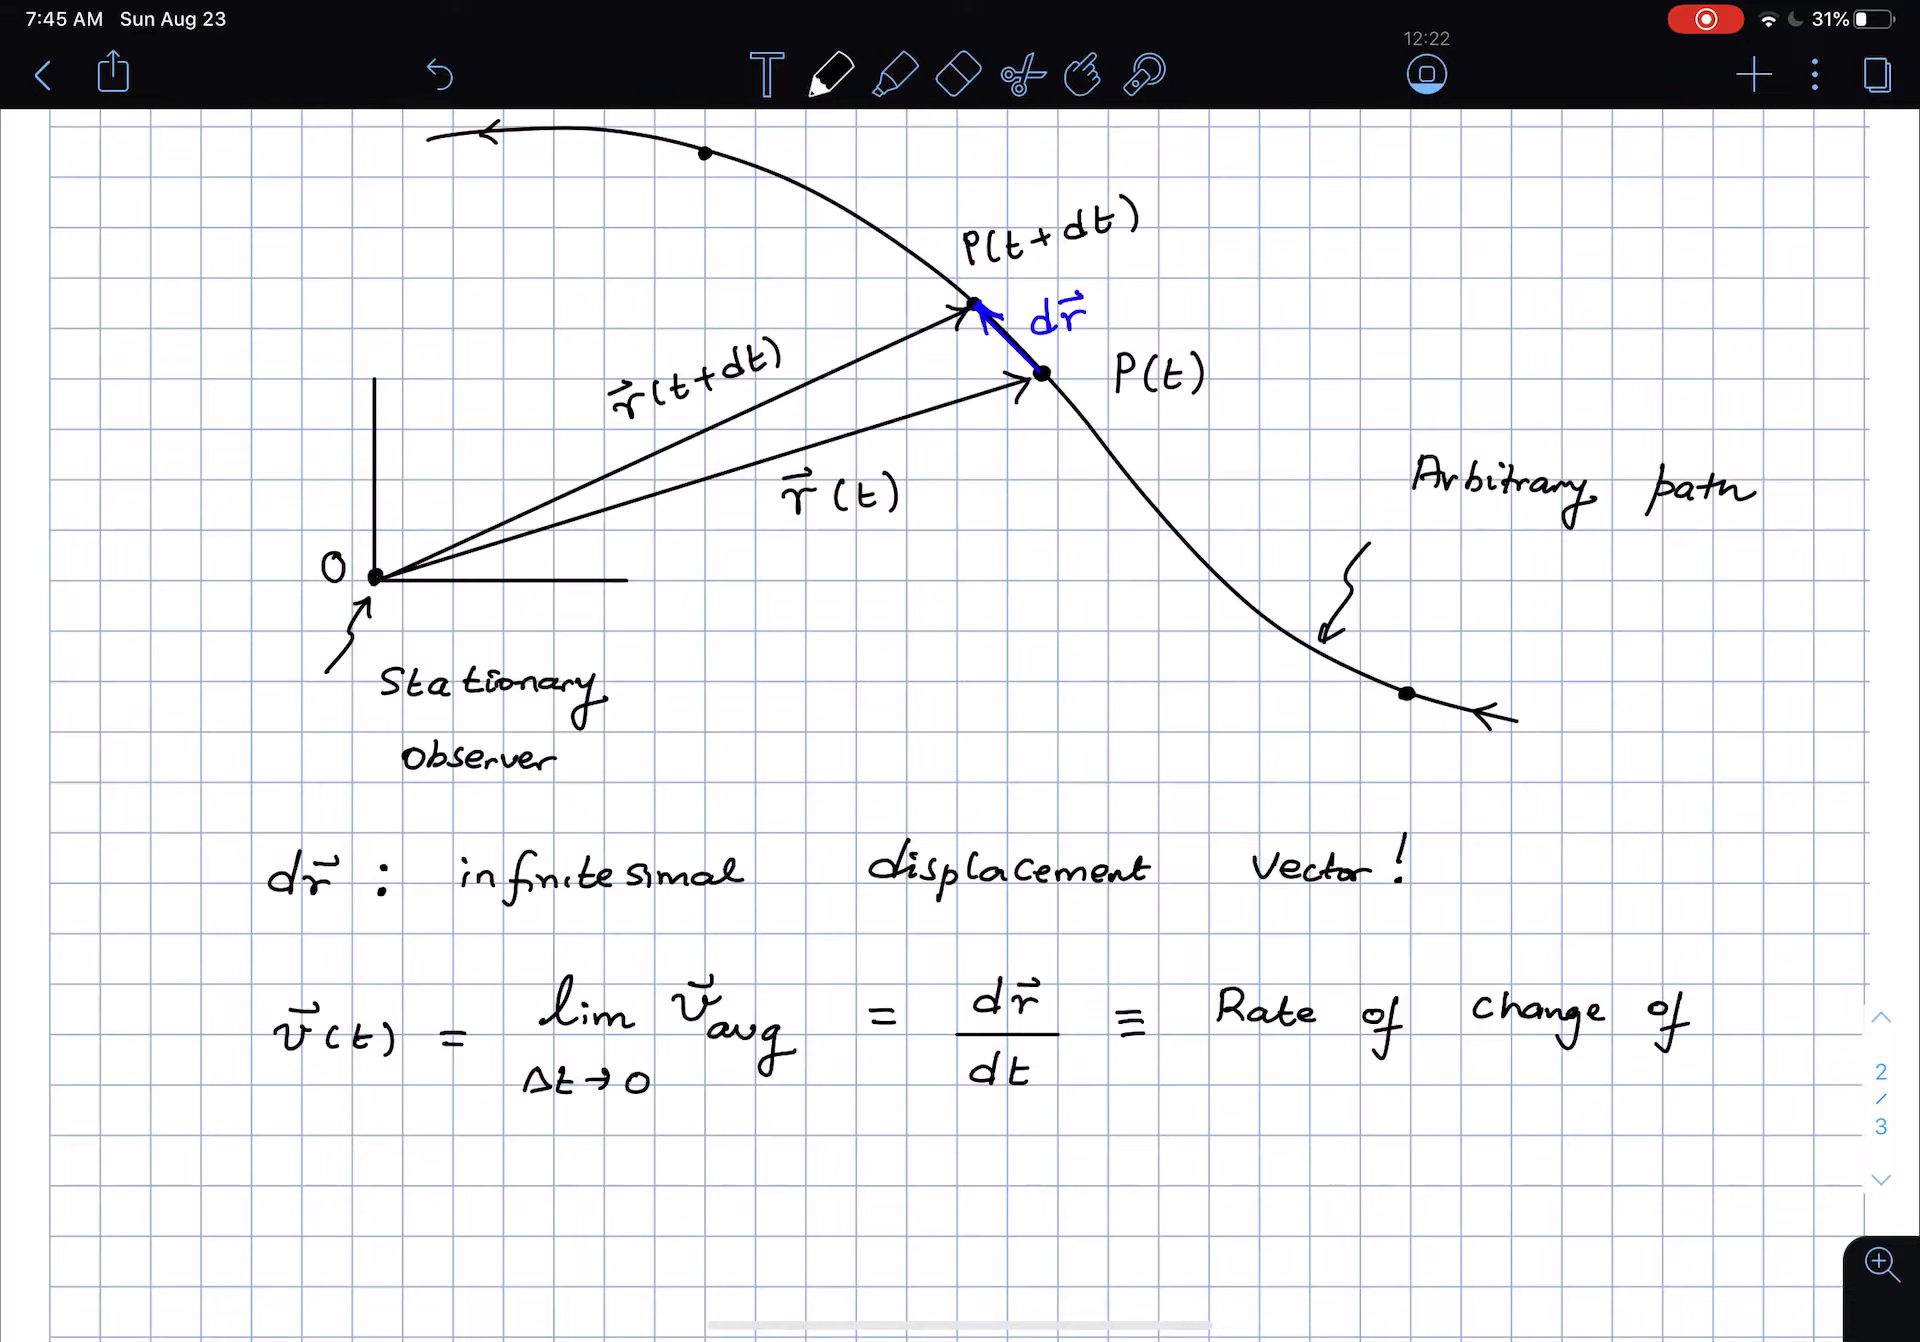 7:45 AM Sun Aug 23
31%
12:22
T
P(t+dt)
dr⃗
r⃗(t+dt)
P(t)
r⃗(t)
Arbitrary path
O
Stationary
Observer
dr⃗ : infinitesimal displacement vector!
v⃗(t) = lim v⃗avg = dr⃗ ≡ Rate of change of
Δt→0 dt
2
/
3